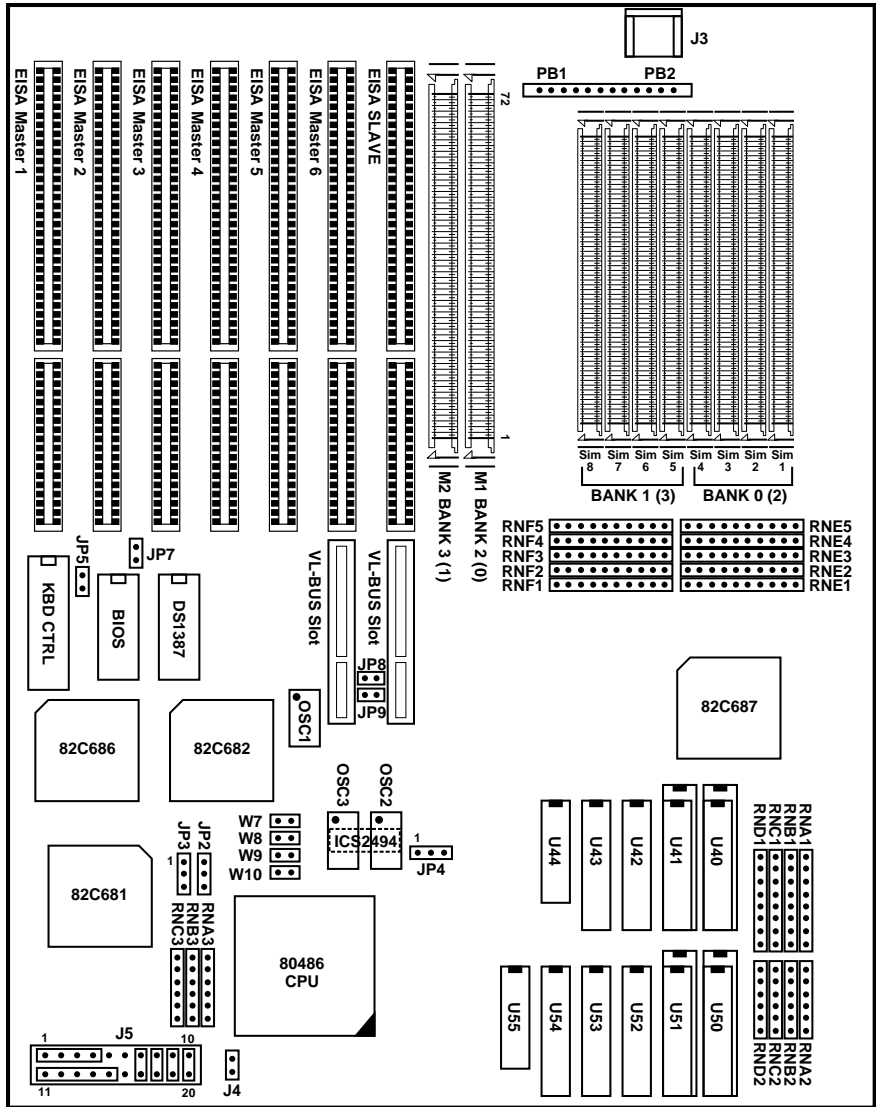 J3
PB1 PB2
EISA Master 1
EISA Master 2
EISA Master 3
EISA Master 4
EISA Master 5
EISA Master 6
EISA SLAVE
72
1
M2 BANK 3 (1)
M1 BANK 2 (0)
Sim 8
Sim 7
Sim 6
Sim 5
Sim 4
Sim 3
Sim 2
Sim 1
BANK 1 (3)
BANK 0 (2)
RNF5
RNF4
RNF3
RNF2
RNF1
RNE5
RNE4
RNE3
RNE2
RNE1
JP5
JP7
KBD CTRL
BIOS
DS1387
VL-BUS Slot
VL-BUS Slot
JP8
JP9
OSC1
82C686
82C682
82C687
OSC3
OSC2
ICS2494
W7
W8
W9
W10
1
JP4
JP3
JP2
1
82C681
RNC3
RNB3
RNA3
80486
CPU
U44
U43
U42
U41
U40
RND1
RNC1
RNB1
RNA1
U55
U54
U53
U52
U51
U50
RND2
RNC2
RNB2
RNA2
J5
1
10
11
20
J4